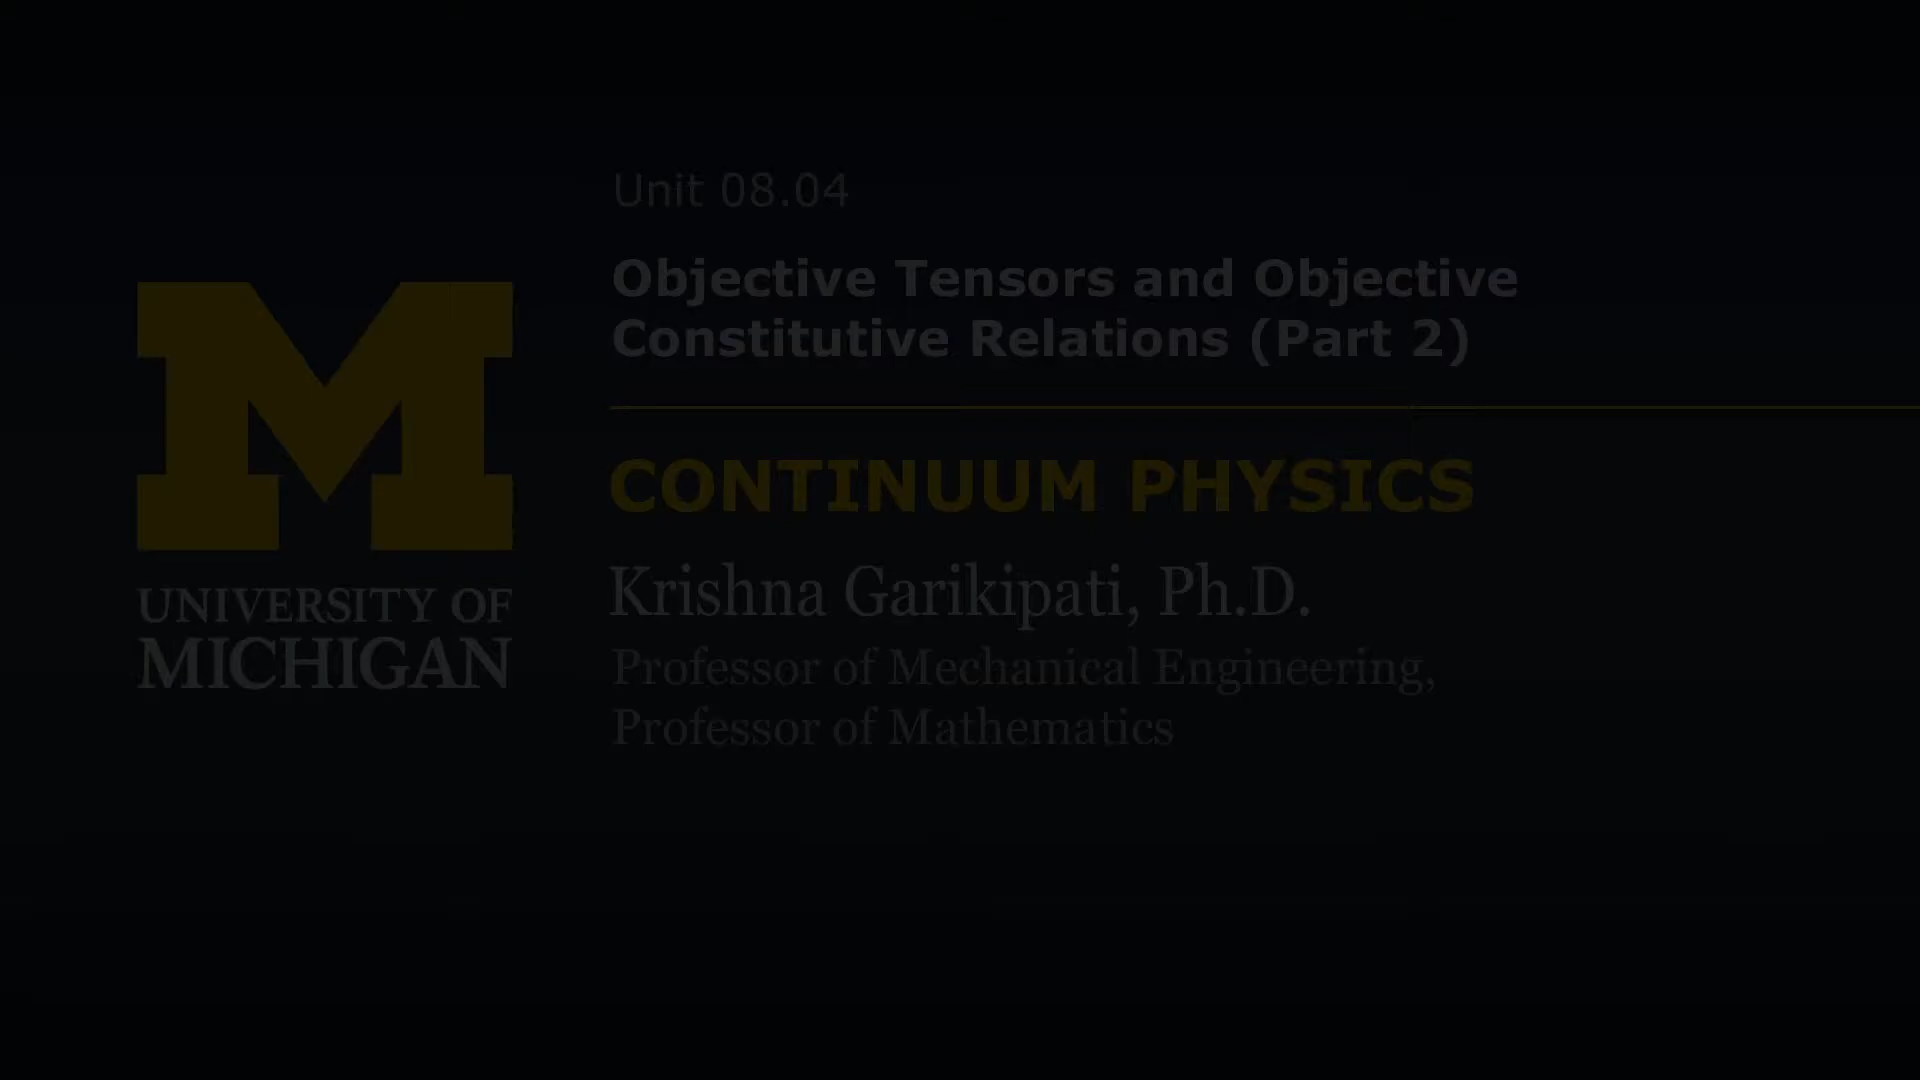 Unit 08.04
Objective Tensors and Objective
Constitutive Relations (Part 2)
CONTINUUM PHYSICS
Krishna Garikipati, Ph.D.
Professor of Mechanical Engineering,
Professor of Mathematics
M
UNIVERSITY OF
MICHIGAN